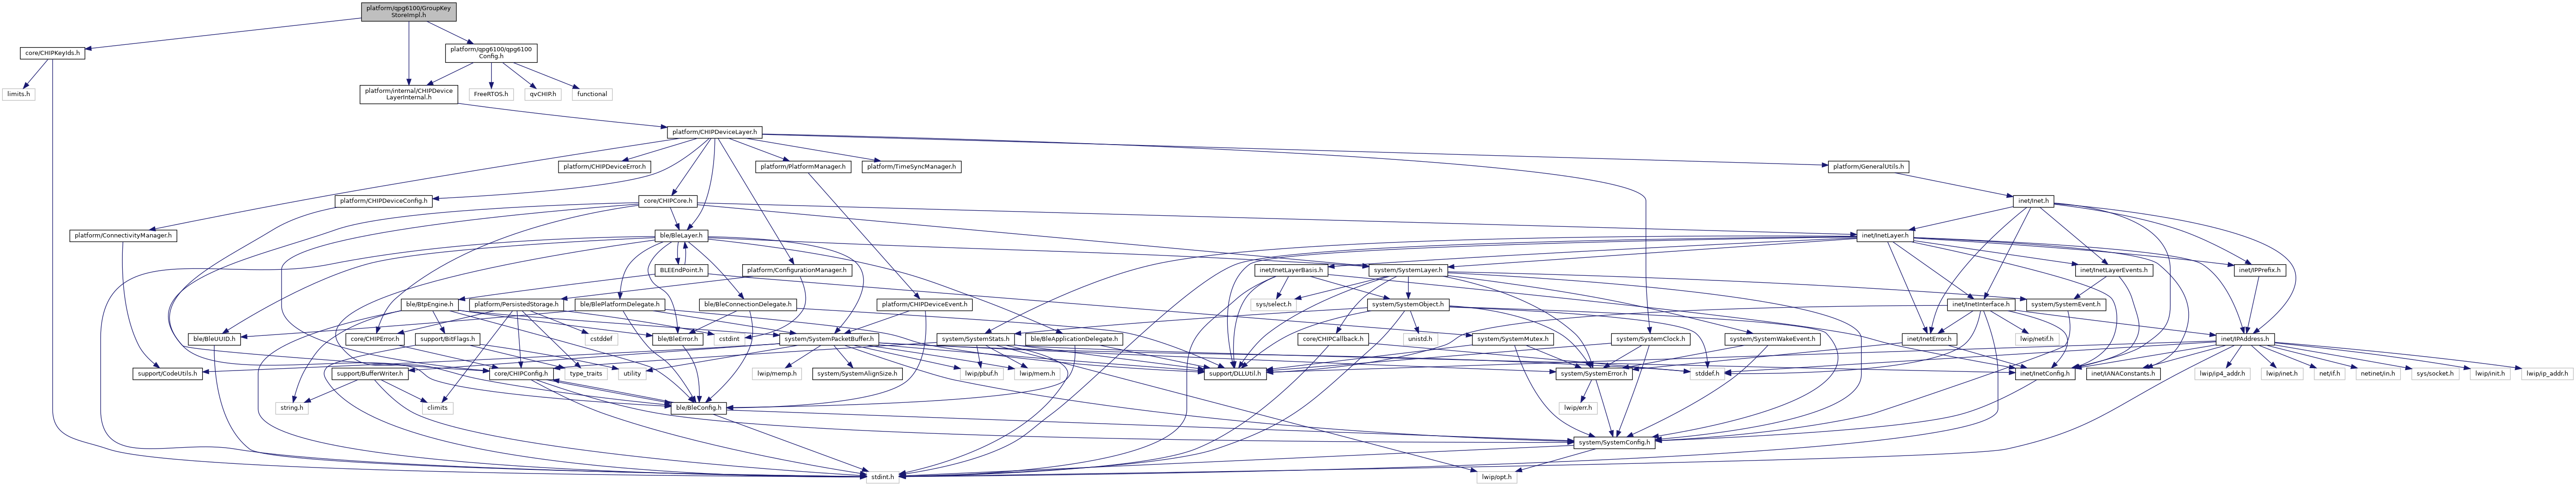 platform/qpg6100/GroupKey
StoreImpl.h
core/CHIPKeyIds.h
platform/qpg6100/qpg6100
Config.h
limits.h
platform/internal/CHIPDevice
LayerInternal.h
FreeRTOS.h
qvCHIP.h
functional
platform/CHIPDeviceLayer.h
platform/CHIPDeviceError.h
platform/PlatformManager.h
platform/TimeSyncManager.h
platform/GeneralUtils.h
platform/CHIPDeviceConfig.h
core/CHIPCore.h
inet/Inet.h
platform/ConnectivityManager.h
ble/BleLayer.h
inet/InetLayer.h
BLEEndPoint.h
platform/ConfigurationManager.h
inet/InetLayerBasis.h
system/SystemLayer.h
inet/InetLayerEvents.h
inet/IPPrefix.h
ble/BtpEngine.h
platform/PersistedStorage.h
ble/BlePlatformDelegate.h
ble/BleConnectionDelegate.h
platform/CHIPDeviceEvent.h
sys/select.h
system/SystemObject.h
inet/InetInterface.h
system/SystemEvent.h
ble/BleUUID.h
core/CHIPError.h
support/BitFlags.h
cstddef
ble/BleError.h
cstdint
system/SystemPacketBuffer.h
system/SystemStats.h
ble/BleApplicationDelegate.h
core/CHIPCallback.h
unistd.h
system/SystemMutex.h
system/SystemClock.h
system/SystemWakeEvent.h
inet/InetError.h
lwip/netif.h
inet/IPAddress.h
support/CodeUtils.h
support/BufferWriter.h
core/CHIPConfig.h
type_traits
utility
lwip/memp.h
system/SystemAlignSize.h
lwip/pbuf.h
lwip/mem.h
support/DLLUtil.h
system/SystemError.h
stddef.h
inet/InetConfig.h
inet/IANAConstants.h
lwip/ip4_addr.h
lwip/inet.h
net/if.h
netinet/in.h
sys/socket.h
lwip/init.h
lwip/ip_addr.h
string.h
climits
ble/BleConfig.h
lwip/err.h
system/SystemConfig.h
stdint.h
lwip/opt.h